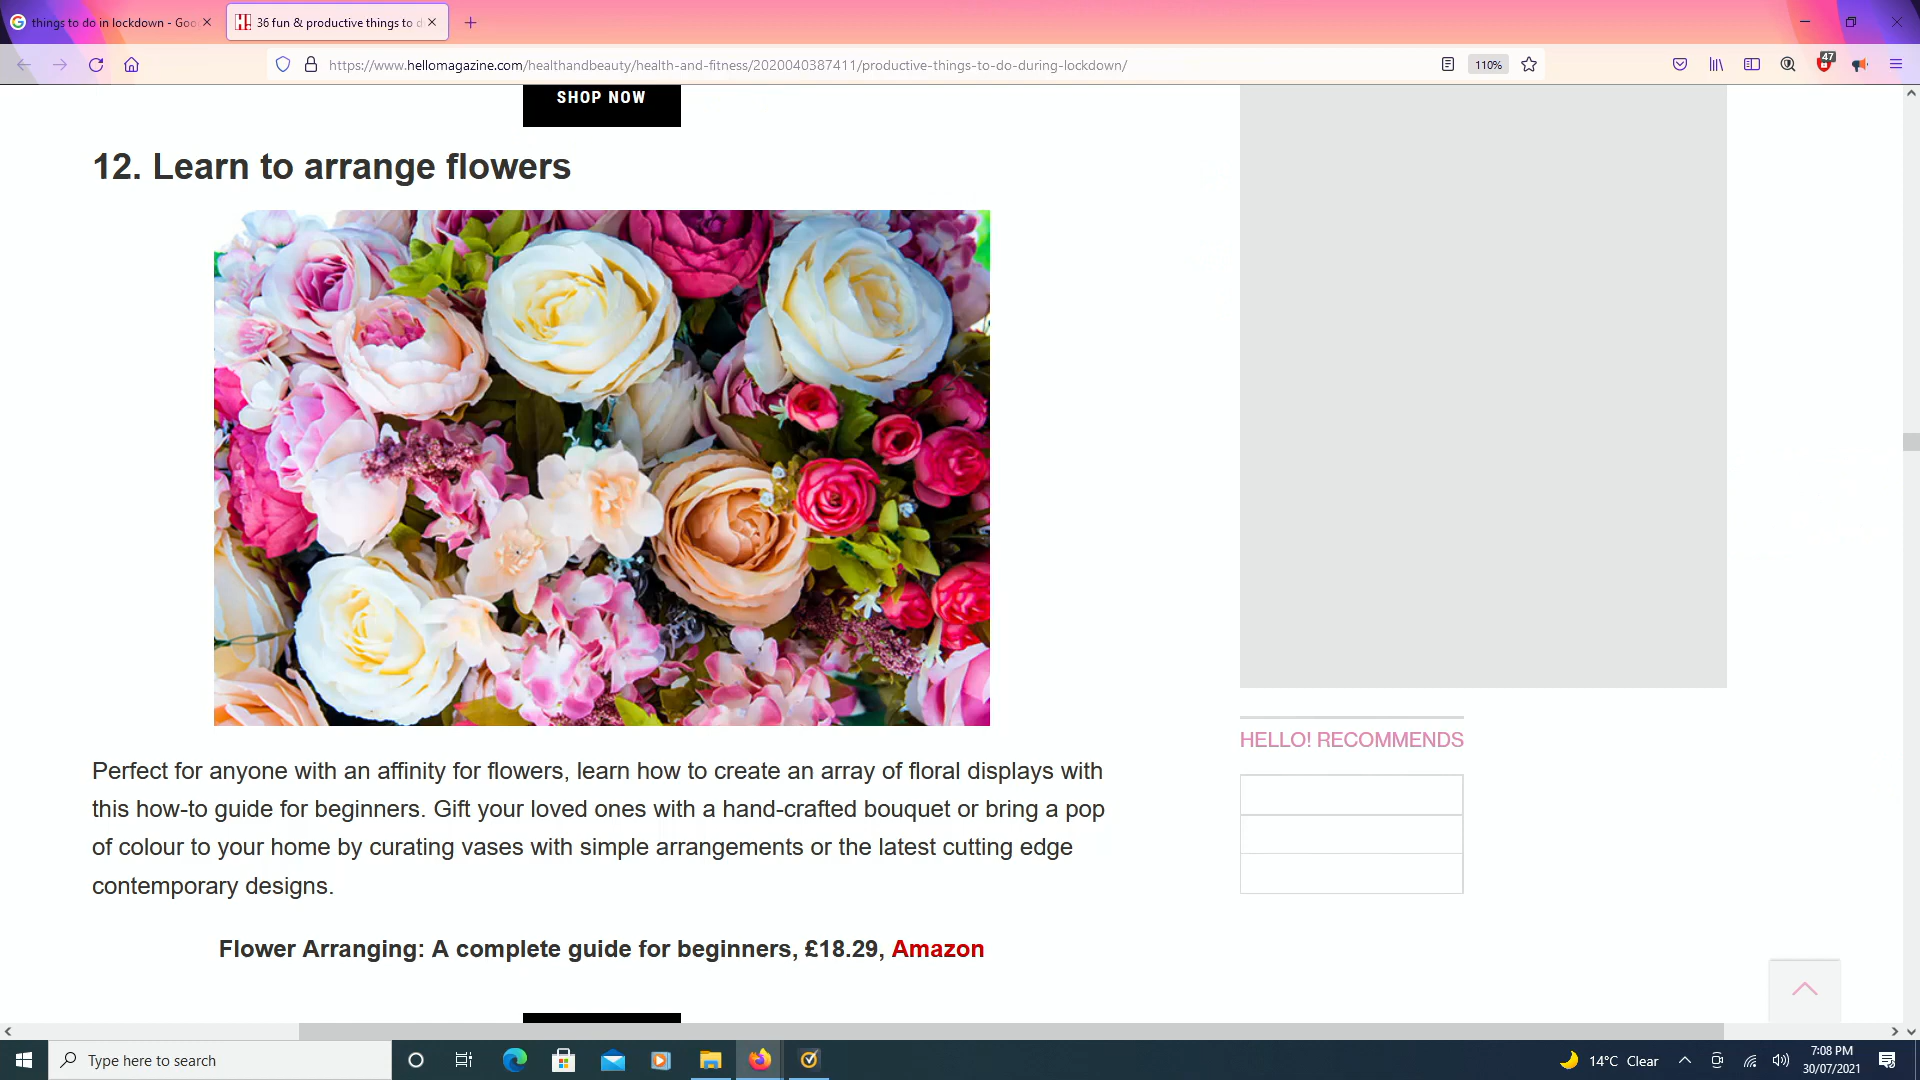 things to do in lockdown - Goo
36 fun & productive things to d
https://www.hellomagazine.com/healthandbeauty/health-and-fitness/2020040387411/productive-things-to-do-during-lockdown/
110%
47
SHOP NOW
12. Learn to arrange flowers
Perfect for anyone with an affinity for flowers, learn how to create an array of floral displays with
this how-to guide for beginners. Gift your loved ones with a hand-crafted bouquet or bring a pop
of colour to your home by curating vases with simple arrangements or the latest cutting edge
contemporary designs.
Flower Arranging: A complete guide for beginners, £18.29, Amazon
HELLO! RECOMMENDS
Type here to search
14°C Clear
7:08 PM
30/07/2021